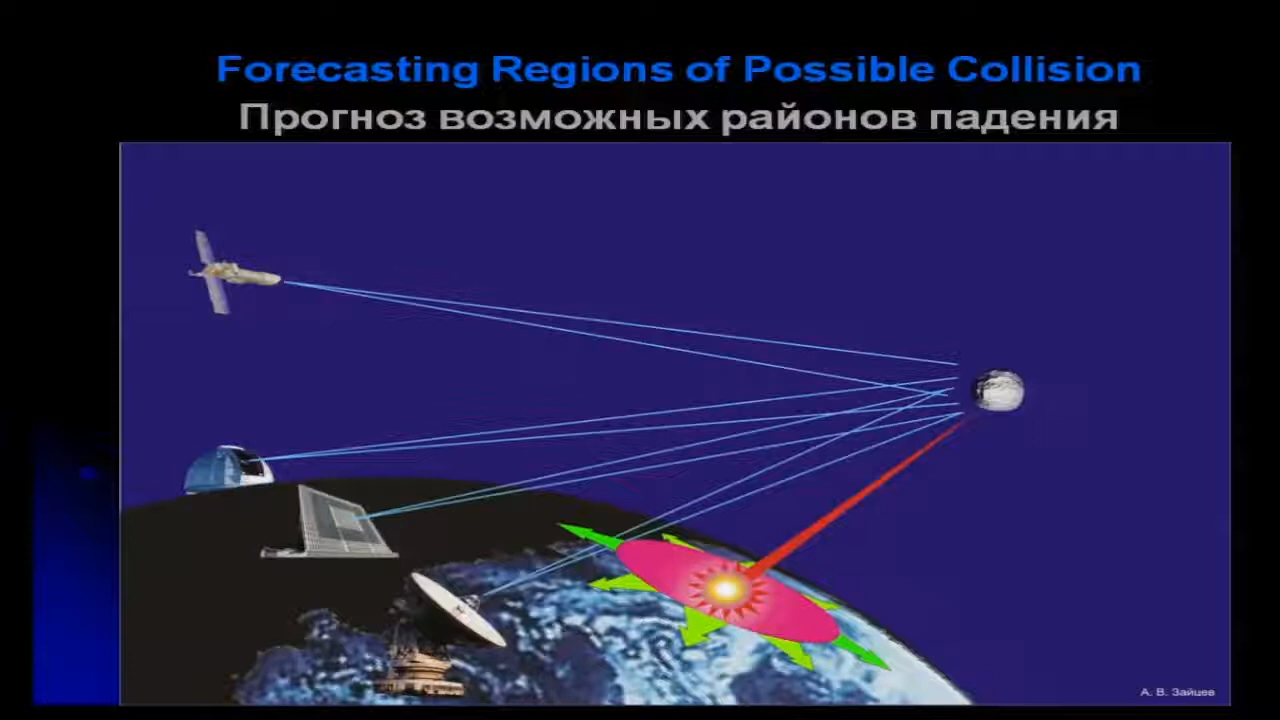 Forecasting Regions of Possible Collision
Прогноз возможных районов падения
А. В. Зайцев